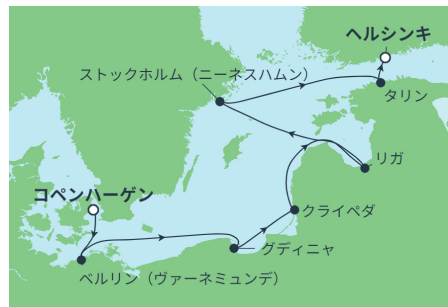 ヘルシンキ
ストックホルム（ニーネスハムン）
タリン
リガ
コペンハーゲン
クライペダ
グディニャ
ベルリン（ヴァーネミュンデ）